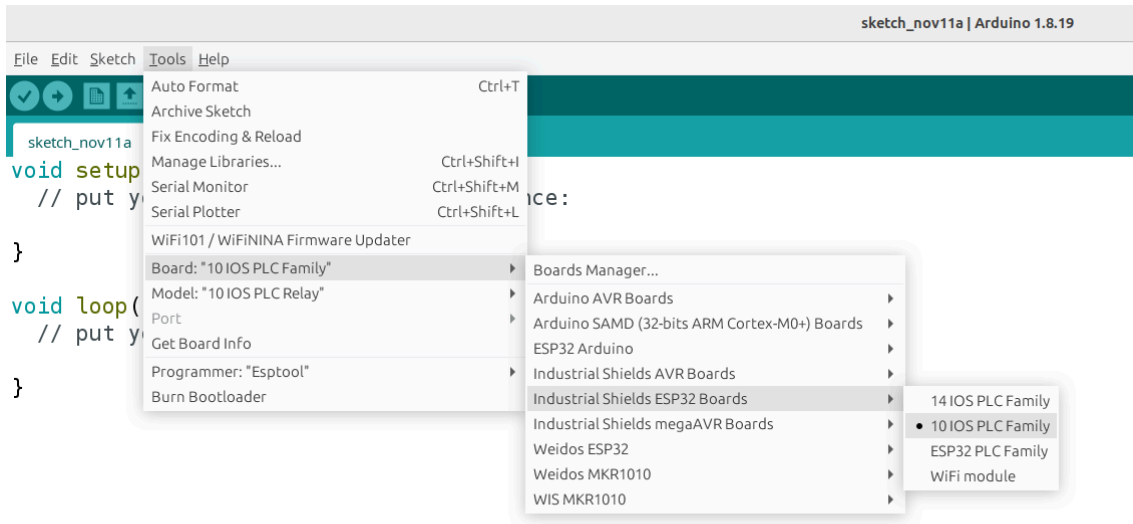 sketch_nov11a | Arduino 1.8.19
File Edit Sketch Tools Help
sketch_nov11a
void setup
// put y nce:
}
void loop(
// put y
}
Auto Format Ctrl+T
Archive Sketch
Fix Encoding & Reload
Manage Libraries... Ctrl+Shift+I
Serial Monitor Ctrl+Shift+M
Serial Plotter Ctrl+Shift+L
WiFi101 / WiFiNINA Firmware Updater
Board: "10 IOS PLC Family"
Model: "10 IOS PLC Relay"
Port
Get Board Info
Programmer: "Esptool"
Burn Bootloader
Boards Manager...
Arduino AVR Boards
Arduino SAMD (32-bits ARM Cortex-M0+) Boards
ESP32 Arduino
Industrial Shields AVR Boards
Industrial Shields ESP32 Boards
Industrial Shields megaAVR Boards
Weidos ESP32
Weidos MKR1010
WIS MKR1010
14 IOS PLC Family
10 IOS PLC Family
ESP32 PLC Family
WiFi module